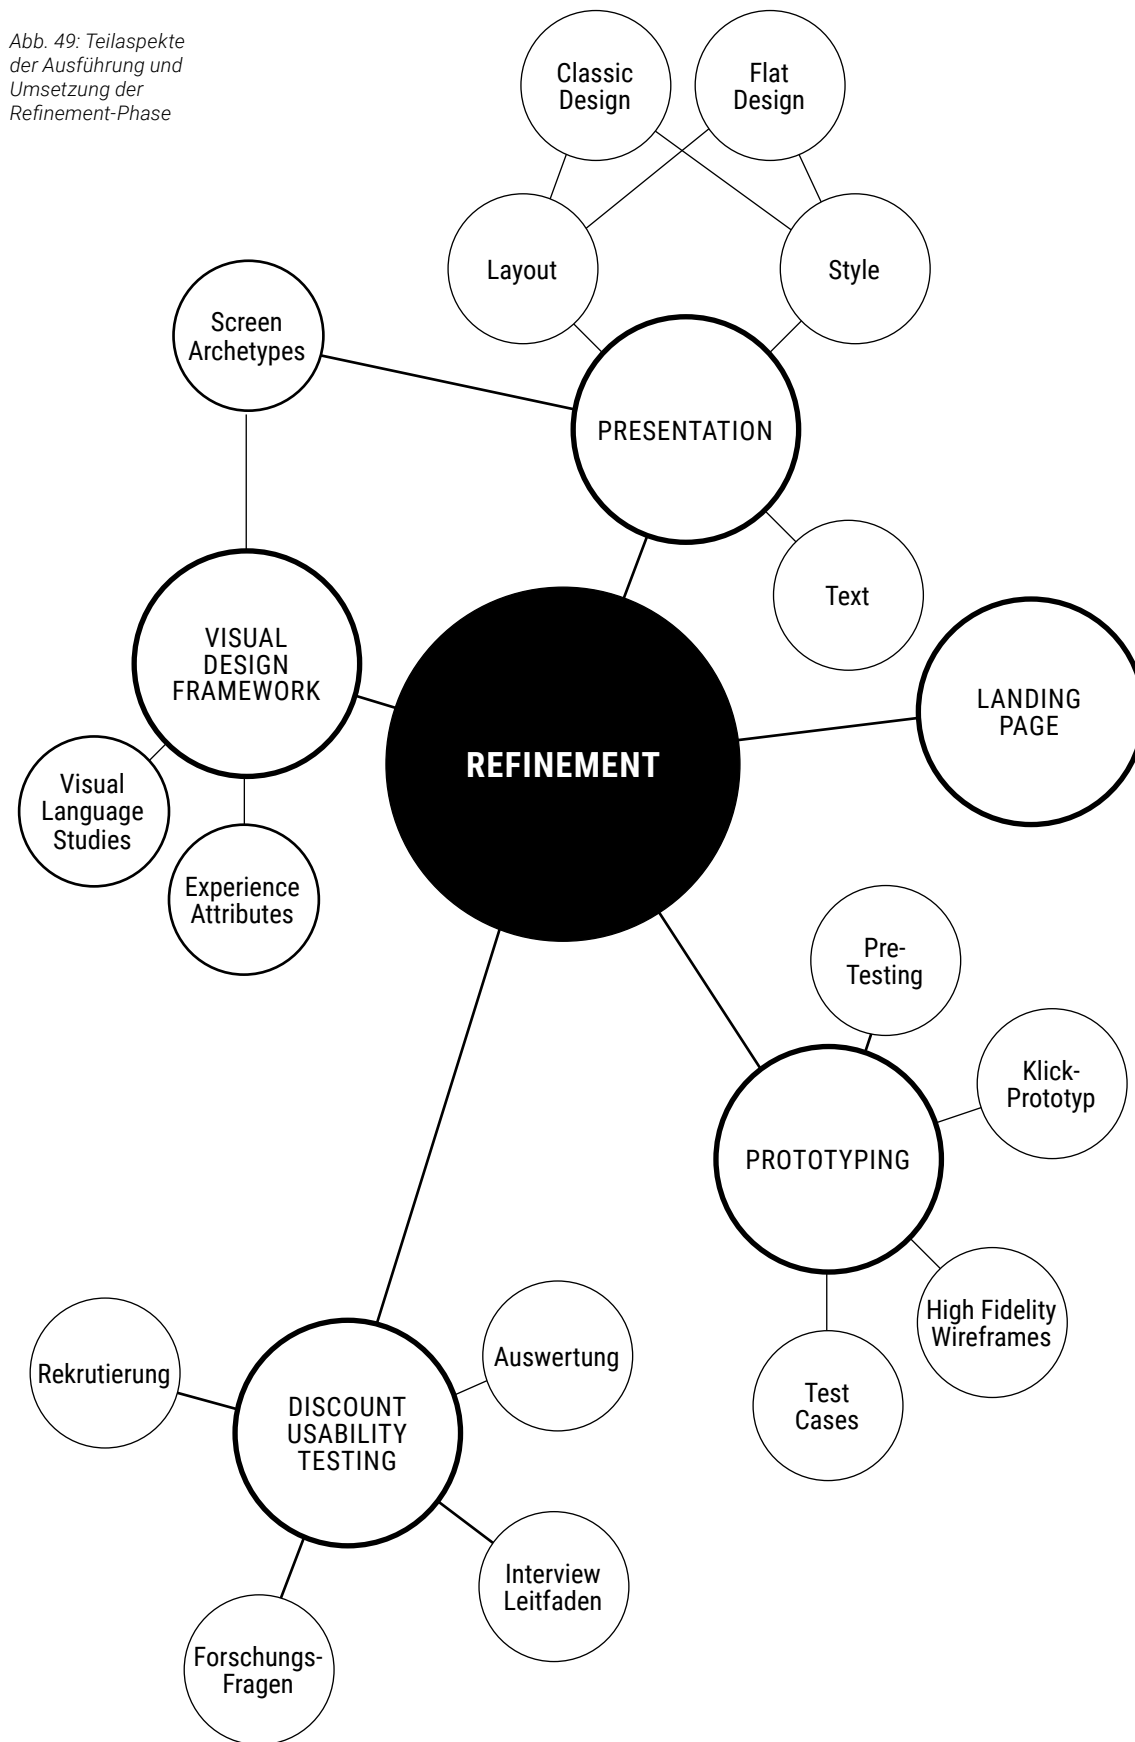 Abb. 49: Teilaspekte
der Ausführung und
Umsetzung der
Refinement-Phase
Classic
Design
Flat
Design
Layout
Style
Screen
Archetypes
PRESENTATION
Text
VISUAL
DESIGN
FRAMEWORK
LANDING
PAGE
REFINEMENT
Visual
Language
Studies
Experience
Attributes
Pre-
Testing
Klick-
Prototyp
PROTOTYPING
High Fidelity
Wireframes
Test
Cases
Rekrutierung
Auswertung
DISCOUNT
USABILITY
TESTING
Interview
Leitfaden
Forschungs-
Fragen